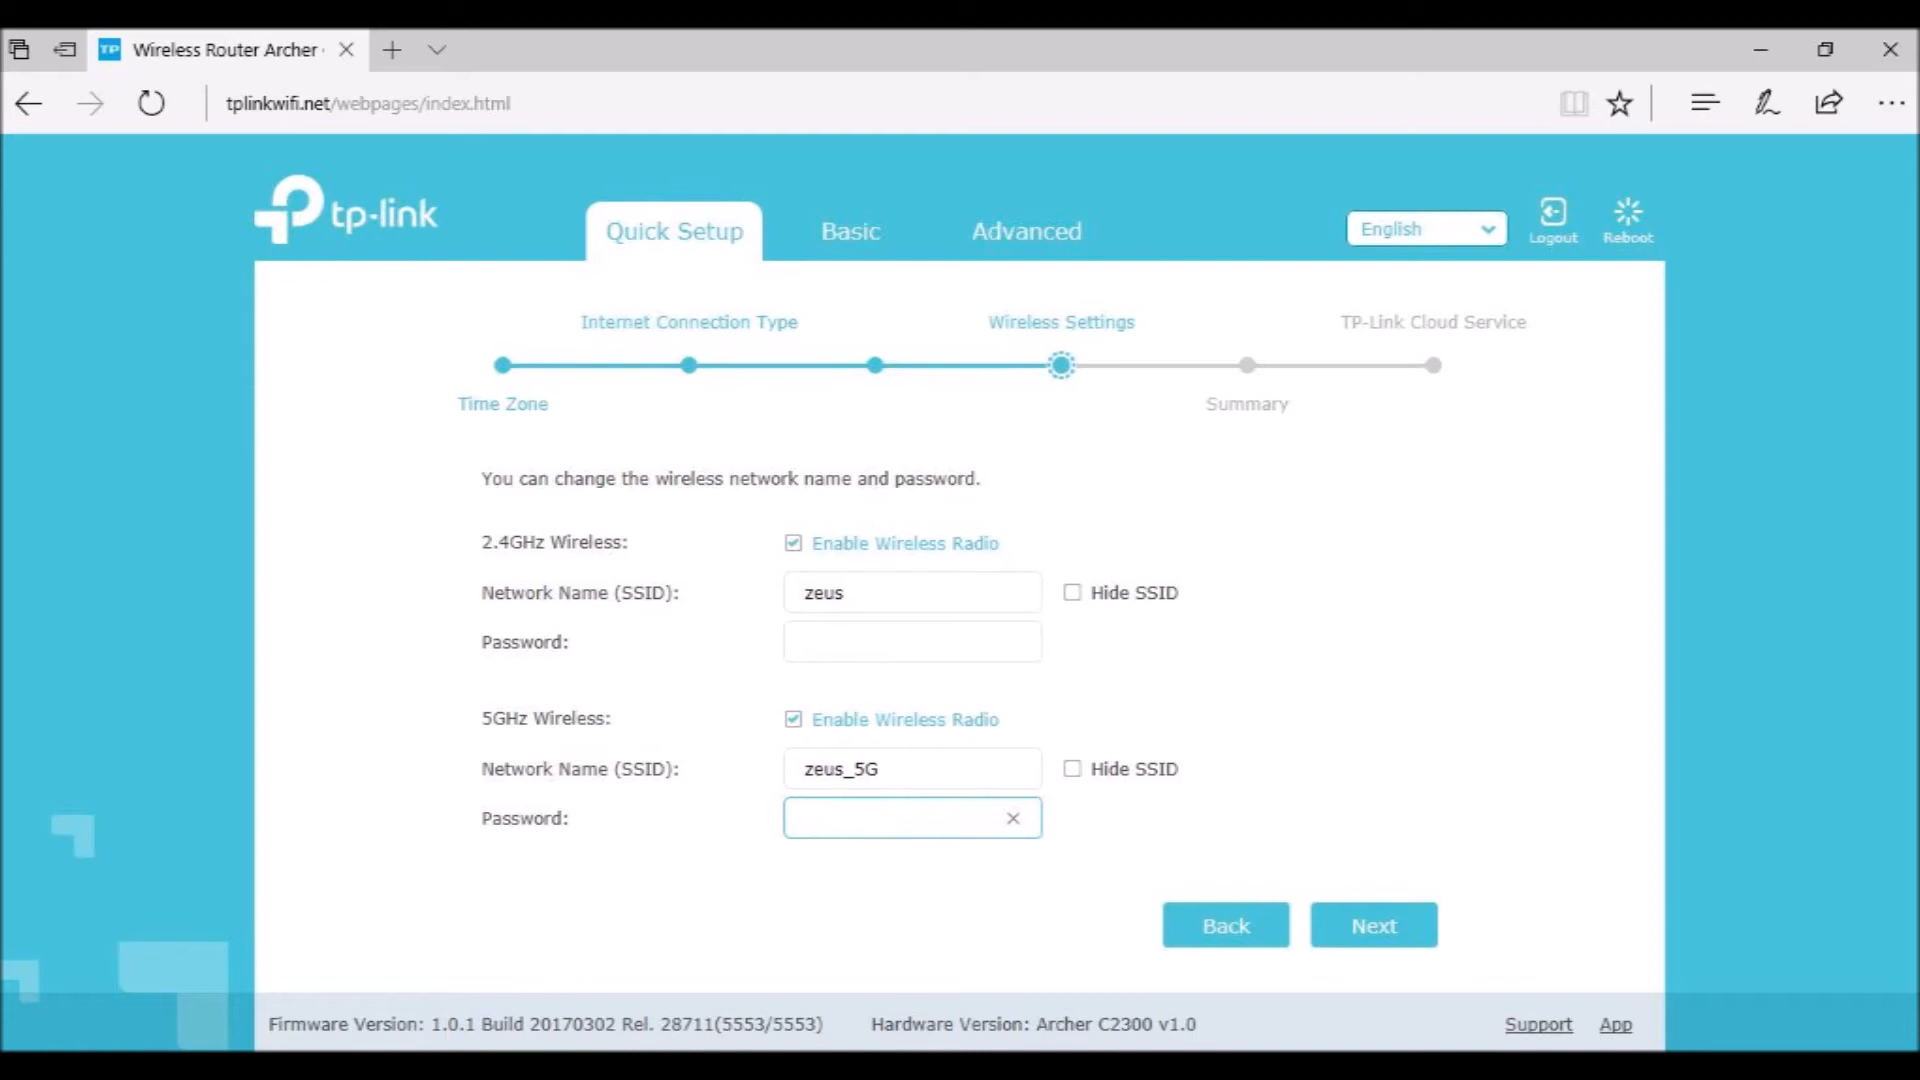 TP Wireless Router Archer
tplinkwifi.net/webpages/index.html
tp-link
Quick Setup Basic Advanced English Logout Reboot
Internet Connection Type Wireless Settings TP-Link Cloud Service
Time Zone Summary
You can change the wireless network name and password.
2.4GHz Wireless: Enable Wireless Radio
Network Name (SSID): zeus Hide SSID
Password:
5GHz Wireless: Enable Wireless Radio
Network Name (SSID): zeus_5G Hide SSID
Password:
Back Next
Firmware Version: 1.0.1 Build 20170302 Rel. 28711(5553/5553) Hardware Version: Archer C2300 v1.0 Support App